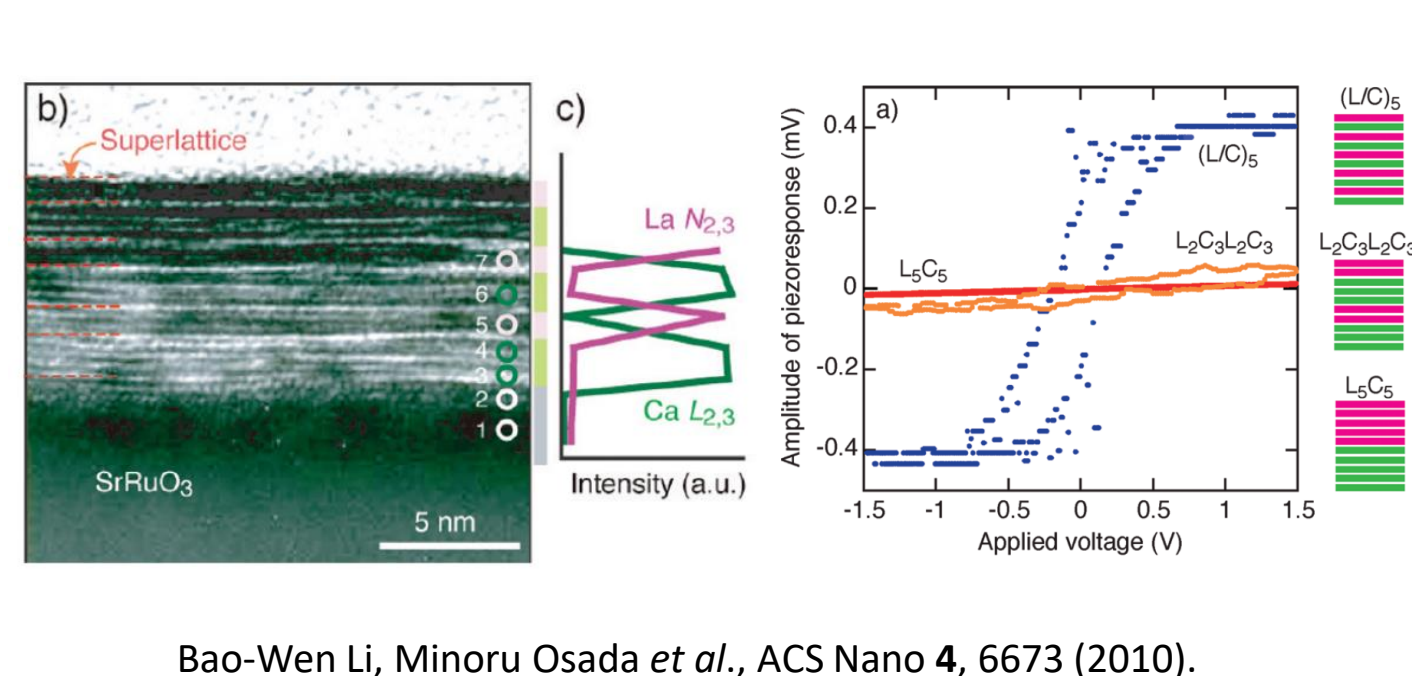 b)
Superlattice
7
6
5
4
3
2
1
SrRuO3
5 nm
c)
La N2,3
Ca L2,3
Intensity (a.u.)
a)
Amplitude of piezoresponse (mV)
0.4
0.2
0
-0.2
-0.4
(L/C)5
L2C3L2C3
L5C5
-1.5 -1 -0.5 0 0.5 1 1.5
Applied voltage (V)
(L/C)5
L2C3L2C3
L5C5
Bao-Wen Li, Minoru Osada et al., ACS Nano 4, 6673 (2010).